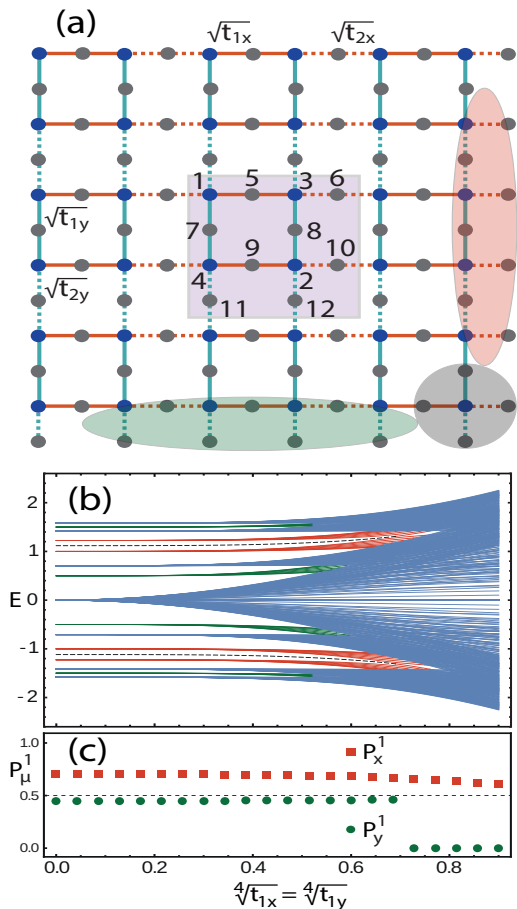 (a)
√t₁ₓ √t₂ₓ
1 5 3 6
√t₁y 7 8
9 10
√t₂y 4 2
11 12
(b)
2
1
E 0
-1
-2
(c)
1.0
P¹ₓ
P¹μ 0.5
P¹y
0.0
0.0 0.2 0.4 0.6 0.8
∜t₁ₓ = ∜t₁y